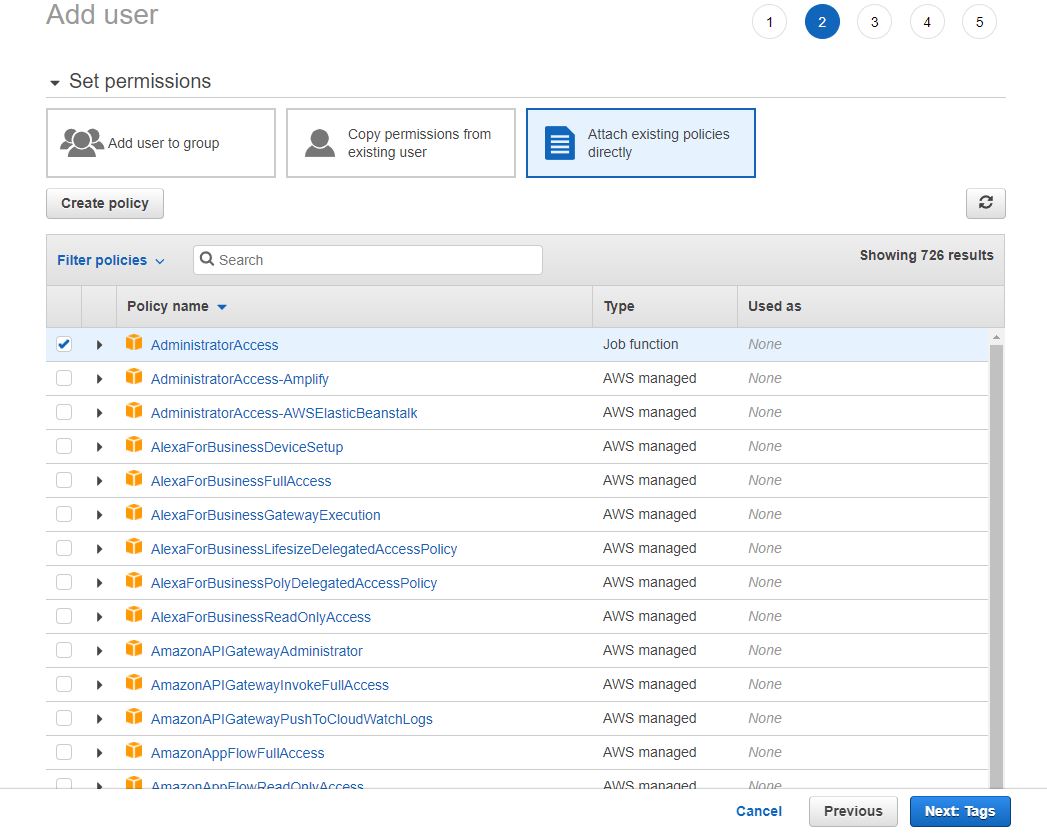 Add user
1 2 3 4 5
Set permissions
Add user to group
Copy permissions from
existing user
Attach existing policies
directly
Create policy
Filter policies Search Showing 726 results
Policy name Type Used as
AdministratorAccess Job function None
AdministratorAccess-Amplify AWS managed None
AdministratorAccess-AWSElasticBeanstalk AWS managed None
AlexaForBusinessDeviceSetup AWS managed None
AlexaForBusinessFullAccess AWS managed None
AlexaForBusinessGatewayExecution AWS managed None
AlexaForBusinessLifesizeDelegatedAccessPolicy AWS managed None
AlexaForBusinessPolyDelegatedAccessPolicy AWS managed None
AlexaForBusinessReadOnlyAccess AWS managed None
AmazonAPIGatewayAdministrator AWS managed None
AmazonAPIGatewayInvokeFullAccess AWS managed None
AmazonAPIGatewayPushToCloudWatchLogs AWS managed None
AmazonAppFlowFullAccess AWS managed None
AmazonAppFlowReadOnlyAccess AWS managed None
Cancel Previous Next: Tags